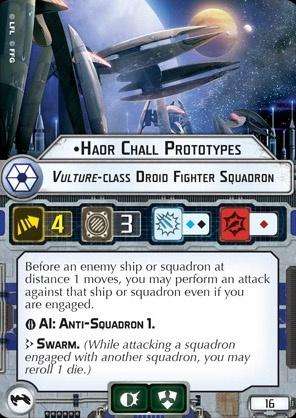 LFL FFG
•HAOR CHALL PROTOTYPES
VULTURE-CLASS DROID FIGHTER SQUADRON
4 3
Before an enemy ship or squadron at
distance 1 moves, you may perform an attack
against that ship or squadron even if you
are engaged.
AI: ANTI-SQUADRON 1.
SWARM. (While attacking a squadron
engaged with another squadron, you may
reroll 1 die.)
16